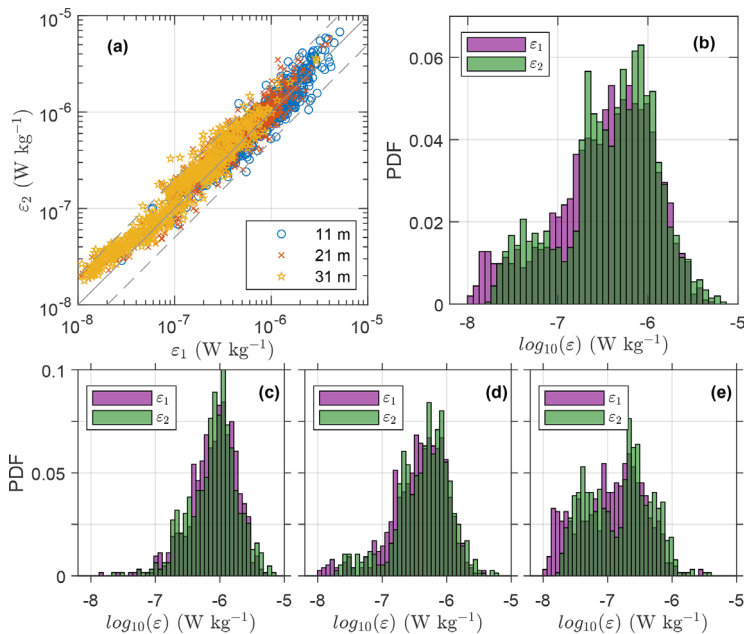 (a)
10⁻⁵
10⁻⁶
10⁻⁷
10⁻⁸
ε₂ (W kg⁻¹)
11 m
21 m
31 m
10⁻⁸ 10⁻⁷ 10⁻⁶ 10⁻⁵
ε₁ (W kg⁻¹)
(b)
ε₁
ε₂
0.06
0.04
0.02
0
PDF
-8 -7 -6 -5
log₁₀(ε) (W kg⁻¹)
(c)
ε₁
ε₂
0.1
0.05
0
PDF
-8 -7 -6 -5
log₁₀(ε) (W kg⁻¹)
(d)
ε₁
ε₂
-8 -7 -6 -5
log₁₀(ε) (W kg⁻¹)
(e)
ε₁
ε₂
-8 -7 -6 -5
log₁₀(ε) (W kg⁻¹)